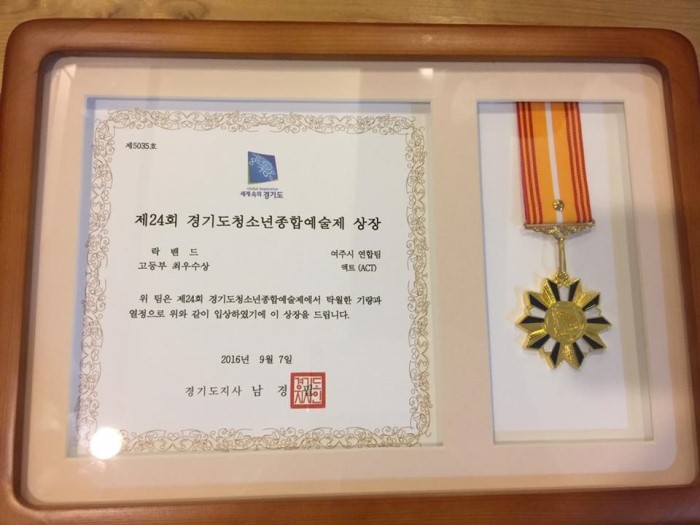 제5035호
Global Inspiration
세계 속의 경기도
제24회 경기도청소년종합예술제 상장
락 밴 드 여주시 연합팀
고등부 최우수상 액트 (ACT)
위 팀은 제24회 경기도청소년종합예술제에서 탁월한 기량과
열정으로 위와 같이 입상하였기에 이 상장을 드립니다.
2016년 9월 7일
경기도지사 남 경